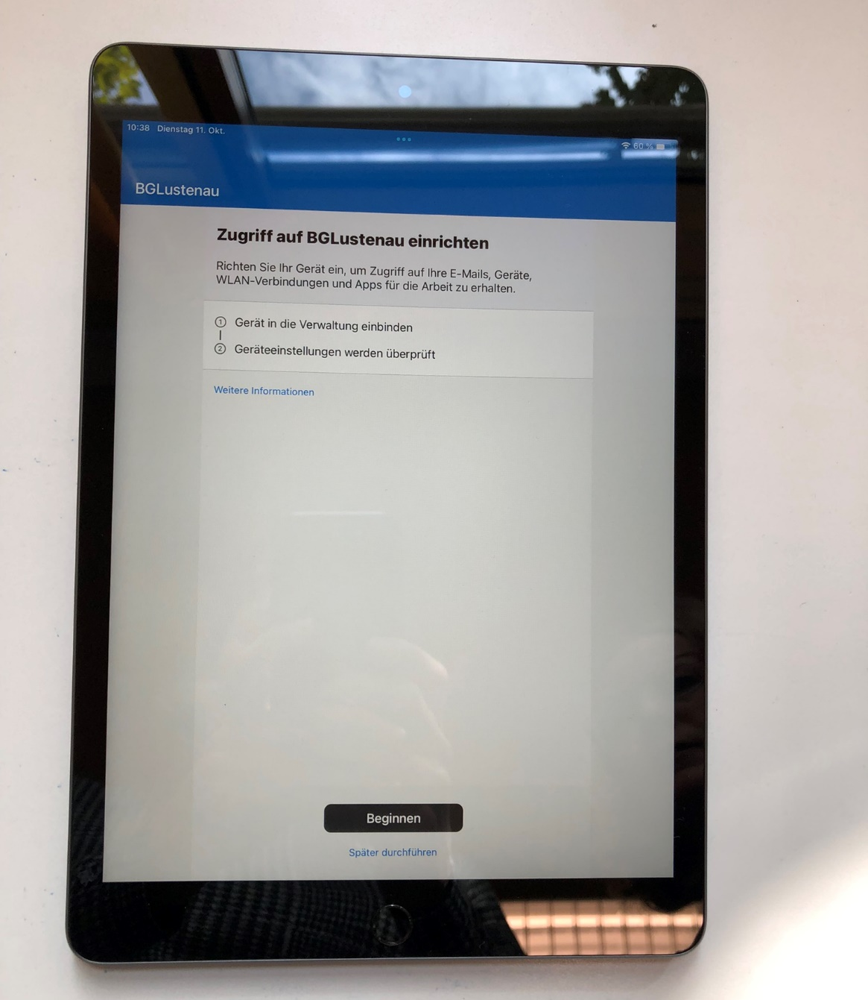 10:38 Dienstag 11. Okt.
60 %
BGLustenau
Zugriff auf BGLustenau einrichten
Richten Sie Ihr Gerät ein, um Zugriff auf Ihre E-Mails, Geräte,
WLAN-Verbindungen und Apps für die Arbeit zu erhalten.
1 Gerät in die Verwaltung einbinden
2 Geräteeinstellungen werden überprüft
Weitere Informationen
Beginnen
Später durchführen